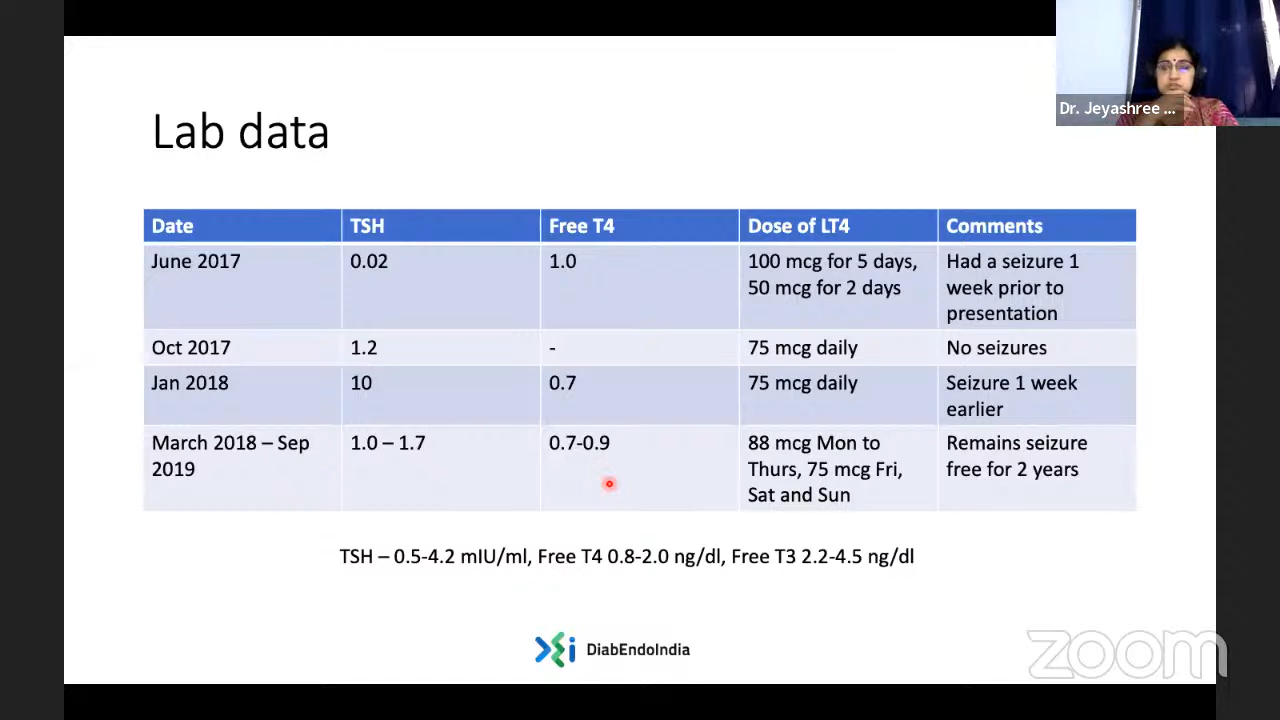 Dr. Jeyashree ...
Lab data
Date TSH Free T4 Dose of LT4 Comments
June 2017 0.02 1.0 100 mcg for 5 days, Had a seizure 1
50 mcg for 2 days week prior to
presentation
Oct 2017 1.2 - 75 mcg daily No seizures
Jan 2018 10 0.7 75 mcg daily Seizure 1 week
earlier
March 2018 – Sep 1.0 – 1.7 0.7-0.9 88 mcg Mon to Remains seizure
2019 Thurs, 75 mcg Fri, free for 2 years
Sat and Sun
TSH – 0.5-4.2 mIU/ml, Free T4 0.8-2.0 ng/dl, Free T3 2.2-4.5 ng/dl
DiabEndoIndia
zoom